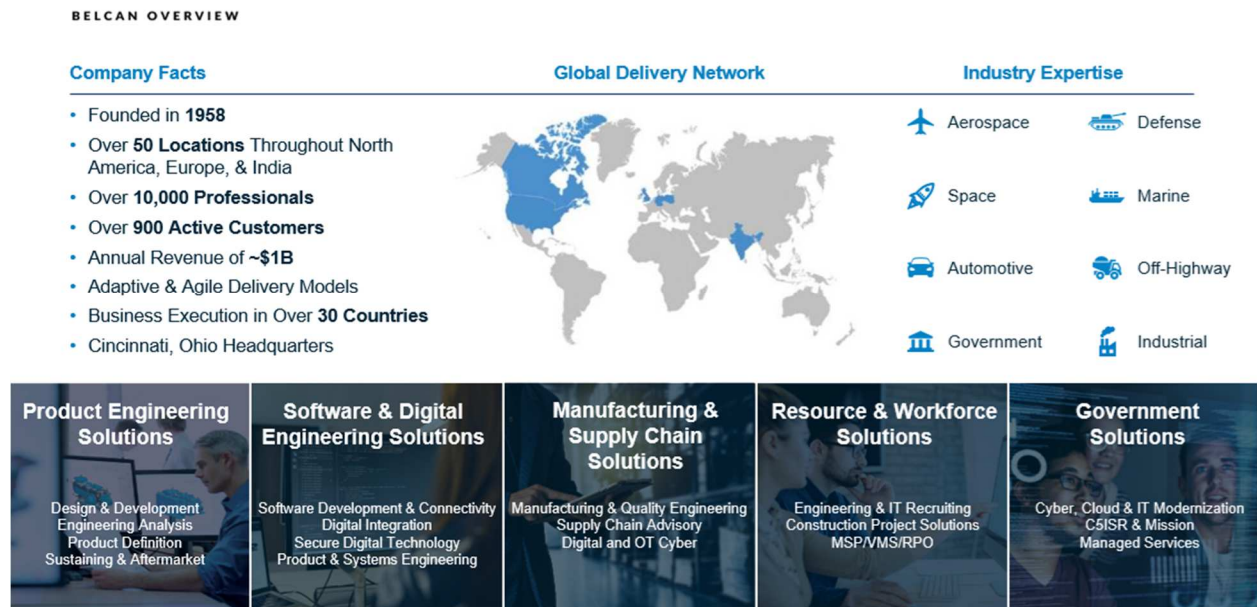 BELCAN OVERVIEW
Company Facts
• Founded in 1958
• Over 50 Locations Throughout North
America, Europe, & India
• Over 10,000 Professionals
• Over 900 Active Customers
• Annual Revenue of ~$1B
• Adaptive & Agile Delivery Models
• Business Execution in Over 30 Countries
• Cincinnati, Ohio Headquarters
Global Delivery Network
Industry Expertise
Aerospace
Defense
Space
Marine
Automotive
Off-Highway
Government
Industrial
Product Engineering
Solutions
Design & Development
Engineering Analysis
Product Definition
Sustaining & Aftermarket
Software & Digital
Engineering Solutions
Software Development & Connectivity
Digital Integration
Secure Digital Technology
Product & Systems Engineering
Manufacturing &
Supply Chain
Solutions
Manufacturing & Quality Engineering
Supply Chain Advisory
Digital and OT Cyber
Resource & Workforce
Solutions
Engineering & IT Recruiting
Construction Project Solutions
MSP/VMS/RPO
Government
Solutions
Cyber, Cloud & IT Modernization
C5ISR & Mission
Managed Services